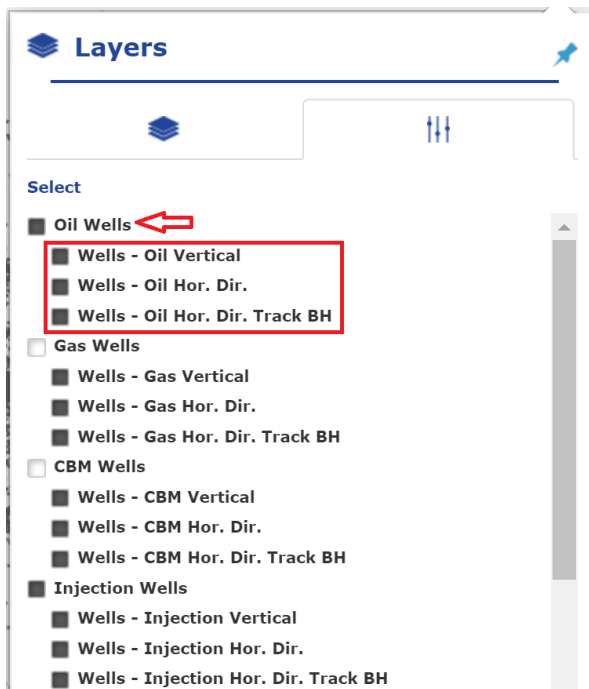 Layers
Select
Oil Wells
Wells - Oil Vertical
Wells - Oil Hor. Dir.
Wells - Oil Hor. Dir. Track BH
Gas Wells
Wells - Gas Vertical
Wells - Gas Hor. Dir.
Wells - Gas Hor. Dir. Track BH
CBM Wells
Wells - CBM Vertical
Wells - CBM Hor. Dir.
Wells - CBM Hor. Dir. Track BH
Injection Wells
Wells - Injection Vertical
Wells - Injection Hor. Dir.
Wells - Injection Hor. Dir. Track BH